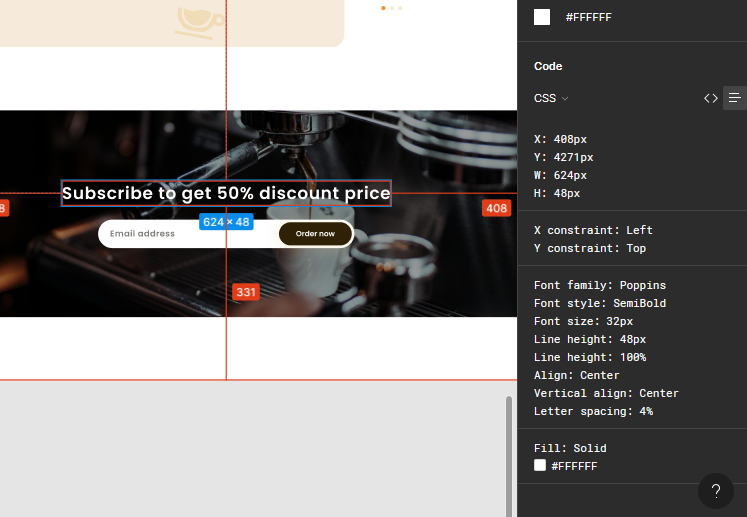 #FFFFFF
Code
CSS
X: 408px
Y: 4271px
W: 624px
H: 48px
X constraint: Left
Y constraint: Top
Font family: Poppins
Font style: SemiBold
Font size: 32px
Line height: 48px
Line height: 100%
Align: Center
Vertical align: Center
Letter spacing: 4%
Fill: Solid
#FFFFFF
?
Subscribe to get 50% discount price
8
408
624 × 48
Email address
Order now
331